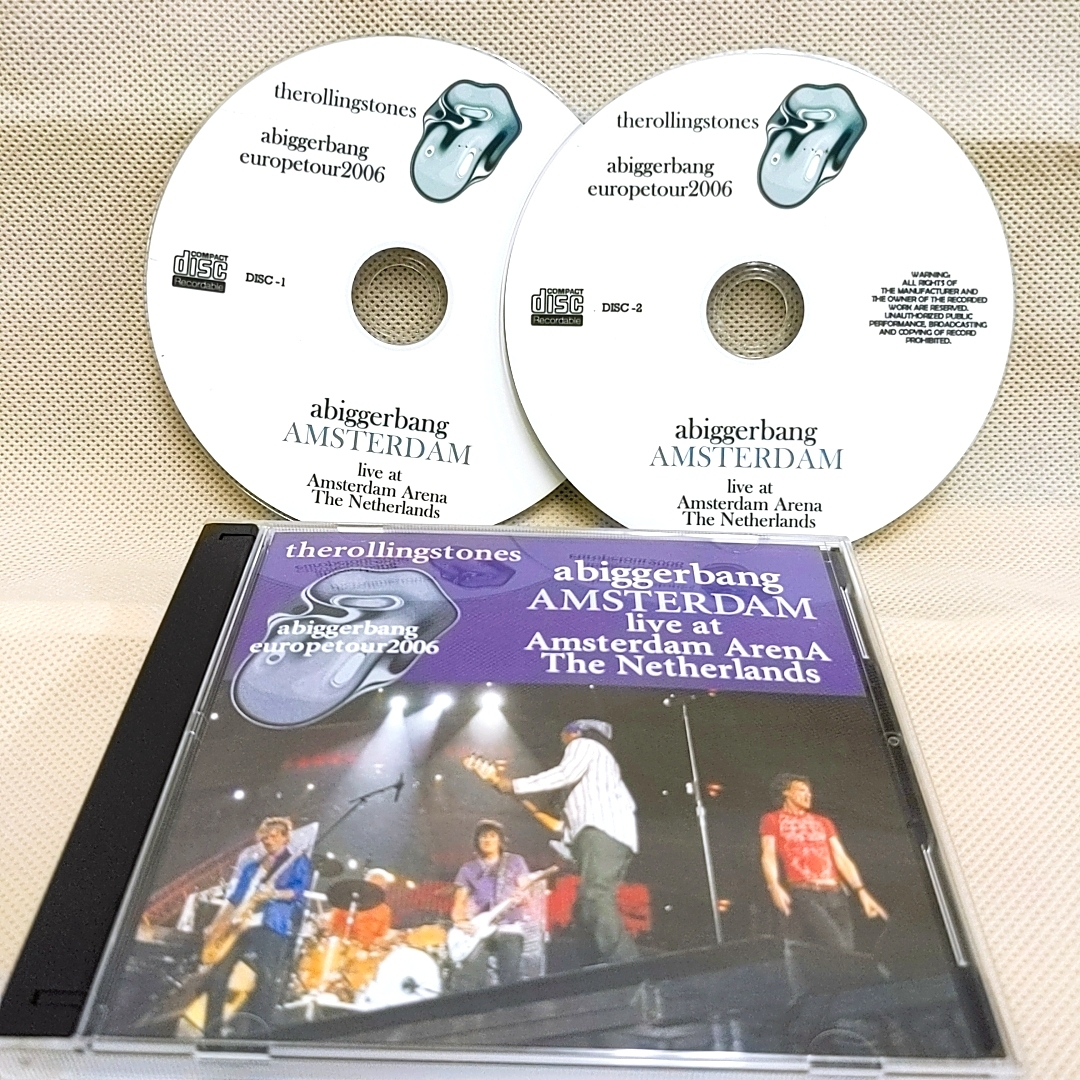 therollingstones
abiggerbang
europetour2006
COMPACT
disc
Recordable
DISC -1
abiggerbang
AMSTERDAM
live at
Amsterdam Arena
The Netherlands
therollingstones
abiggerbang
europetour2006
COMPACT
disc
Recordable
DISC -2
WARNING:
ALL RIGHTS OF
THE MANUFACTURER AND
THE OWNER OF THE RECORDED
WORK ARE RESERVED.
UNAUTHORIZED PUBLIC
PERFORMANCE, BROADCASTING
AND COPYING OF RECORD
PROHIBITED.
abiggerbang
AMSTERDAM
live at
Amsterdam Arena
The Netherlands
therollingstones
abiggerbang
europetour2006
abiggerbang
AMSTERDAM
live at
Amsterdam ArenA
The Netherlands